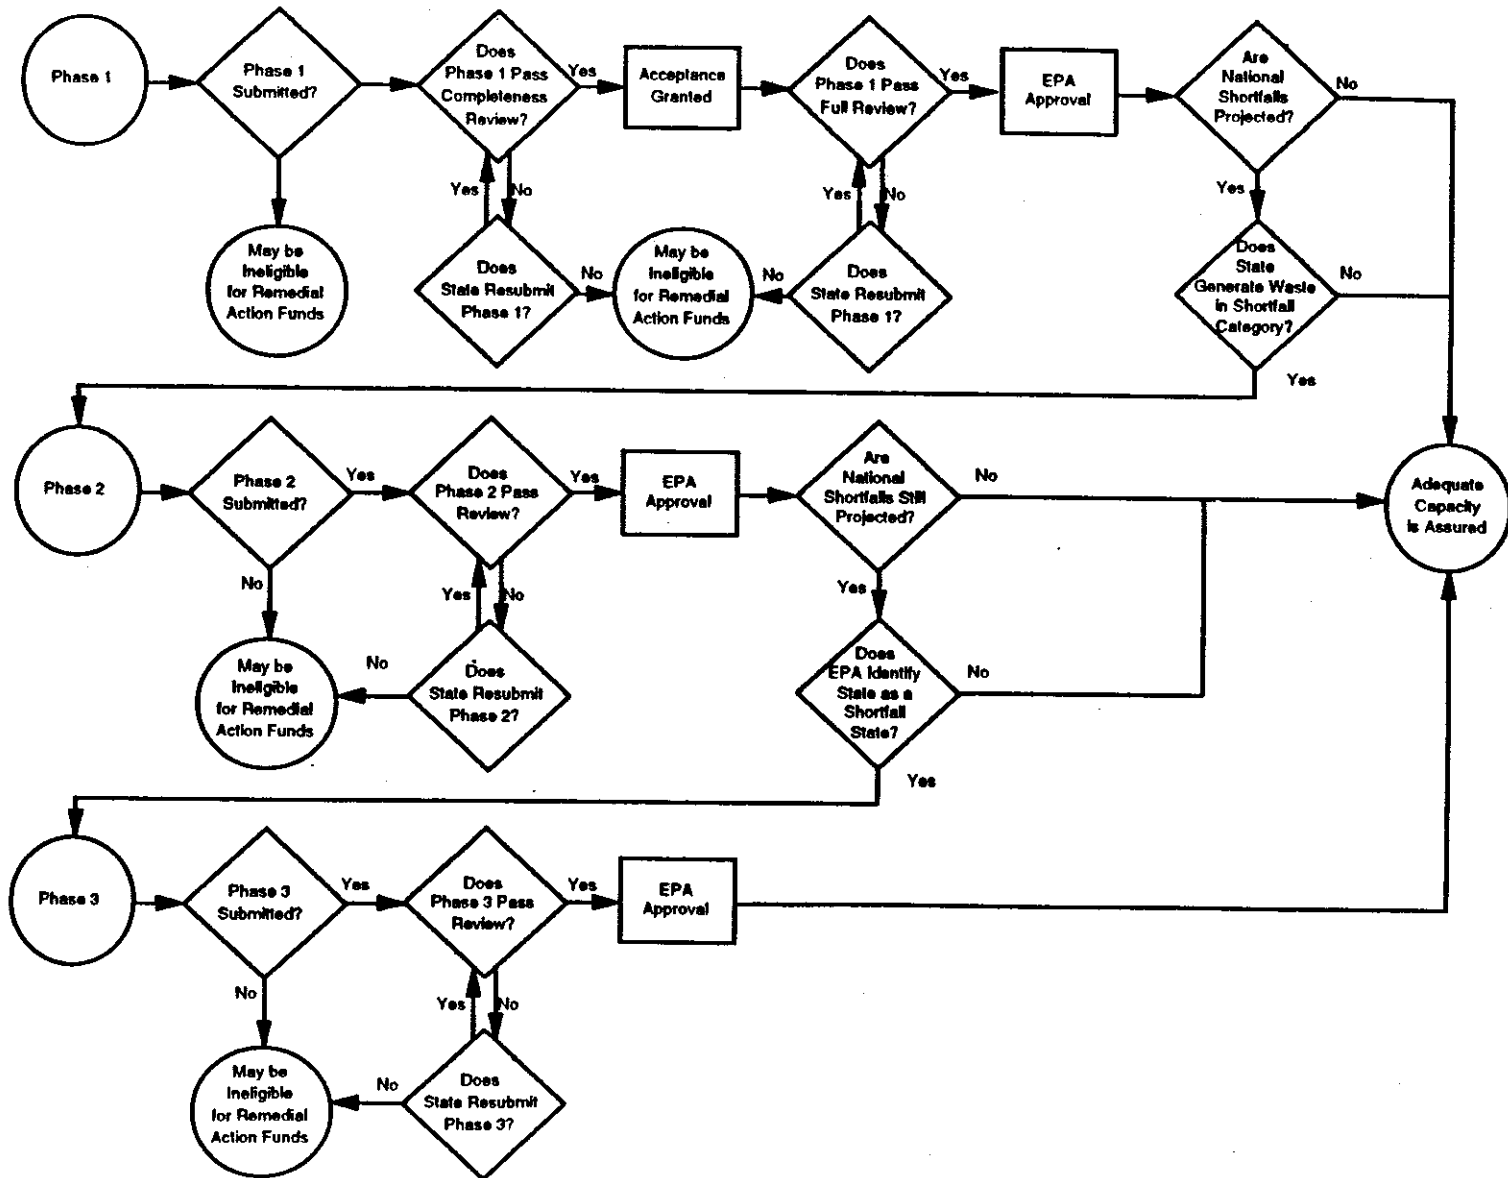 Phase 1
Phase 1
Submitted?
Does
Phase 1 Pass
Completeness
Review?
Yes
Acceptance
Granted
Does
Phase 1 Pass
Full Review?
Yes
EPA
Approval
Are
National
Shortfalls
Projected?
No
Yes
No
Yes
No
Yes
May be
Ineligible
for Remedial
Action Funds
Does
State Resubmit
Phase 1?
No
May be
Ineligible
for Remedial
Action Funds
No
Does
State Resubmit
Phase 1?
Does
State
Generate Waste
in Shortfall
Category?
No
Yes
Phase 2
Phase 2
Submitted?
Yes
Does
Phase 2 Pass
Review?
Yes
EPA
Approval
Are
National
Shortfalls Still
Projected?
No
Adequate
Capacity
is Assured
No
Yes
No
Yes
May be
Ineligible
for Remedial
Action Funds
No
Does
State Resubmit
Phase 2?
Does
EPA Identify
State as a
Shortfall
State?
No
Yes
Phase 3
Phase 3
Submitted?
Yes
Does
Phase 3 Pass
Review?
Yes
EPA
Approval
No
Yes
No
May be
Ineligible
for Remedial
Action Funds
No
Does
State Resubmit
Phase 3?